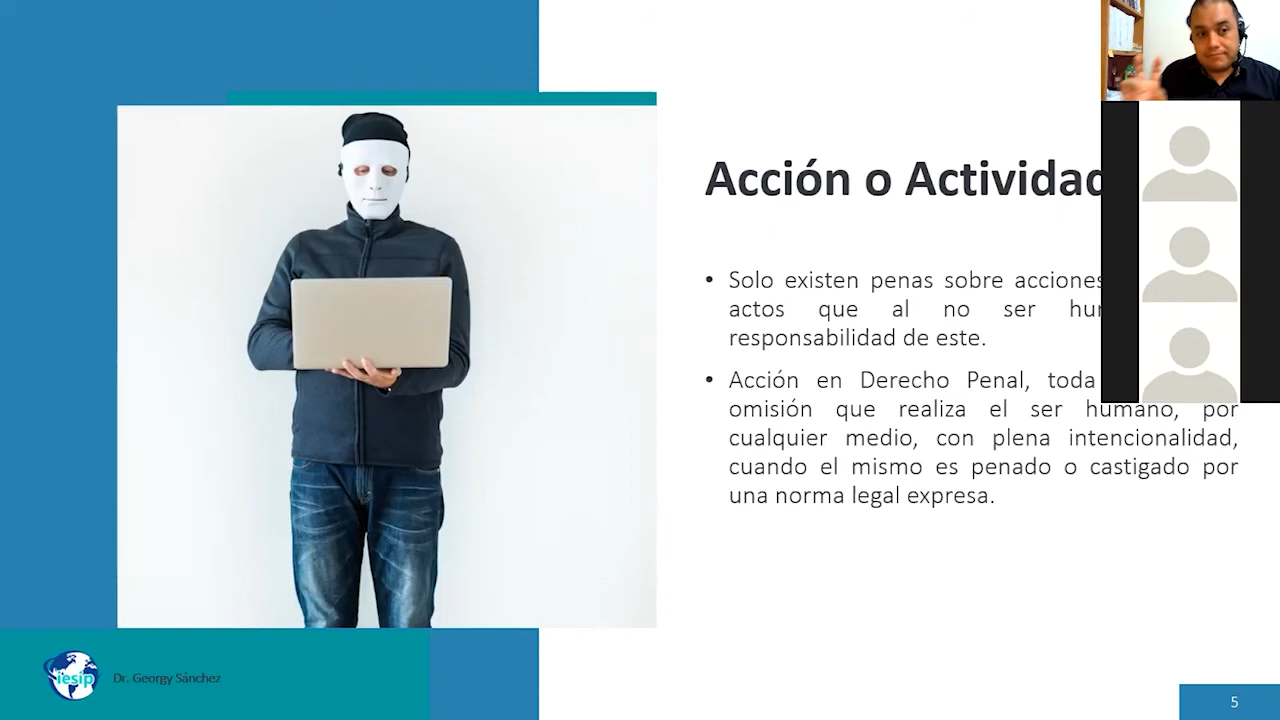 Acción o Actividad
• Solo existen penas sobre acciones
actos que al no ser
responsabilidad de este.
• Acción en Derecho Penal, toda
omisión que realiza el ser humano, por
cualquier medio, con plena intencionalidad,
cuando el mismo es penado o castigado por
una norma legal expresa.
iesip
Dr. Georgy Sánchez
5